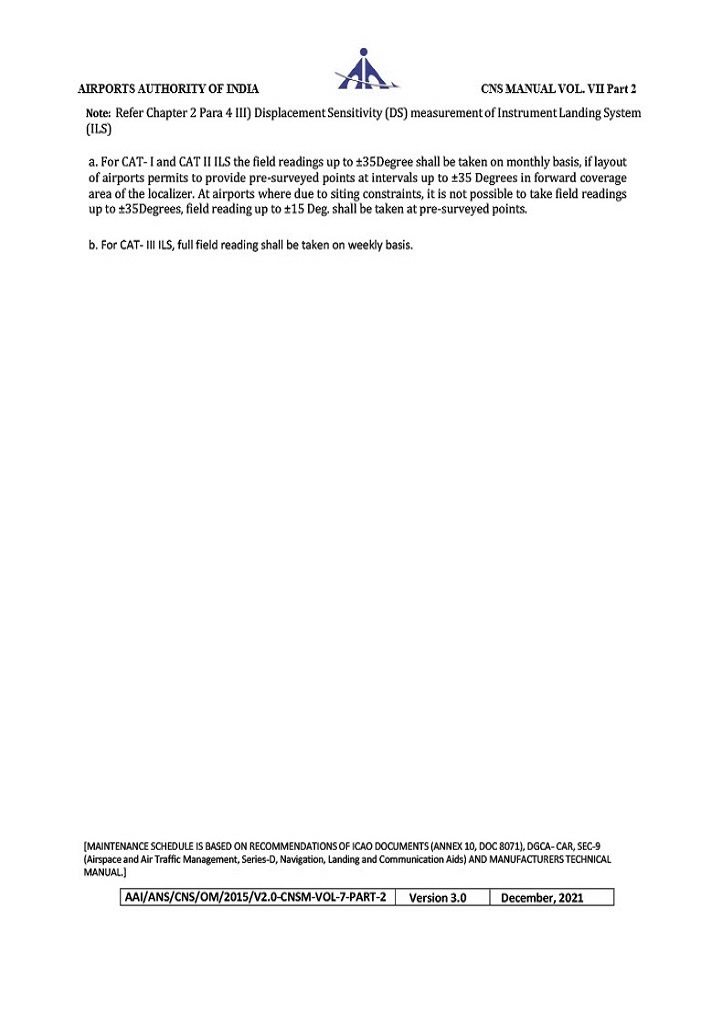 AIRPORTS AUTHORITY OF INDIA CNS MANUAL VOL. VII Part 2
Note: Refer Chapter 2 Para 4 III) Displacement Sensitivity (DS) measurement of Instrument Landing System
(ILS)
a. For CAT- I and CAT II ILS the field readings up to ±35Degree shall be taken on monthly basis, if layout
of airports permits to provide pre-surveyed points at intervals up to ±35 Degrees in forward coverage
area of the localizer. At airports where due to siting constraints, it is not possible to take field readings
up to ±35Degrees, field reading up to ±15 Deg. shall be taken at pre-surveyed points.
b. For CAT- III ILS, full field reading shall be taken on weekly basis.
[MAINTENANCE SCHEDULE IS BASED ON RECOMMENDATIONS OF ICAO DOCUMENTS (ANNEX 10, DOC 8071), DGCA- CAR, SEC-9
(Airspace and Air Traffic Management, Series-D, Navigation, Landing and Communication Aids) AND MANUFACTURERS TECHNICAL
MANUAL.]
AAI/ANS/CNS/OM/2015/V2.0-CNSM-VOL-7-PART-2 Version 3.0 December, 2021